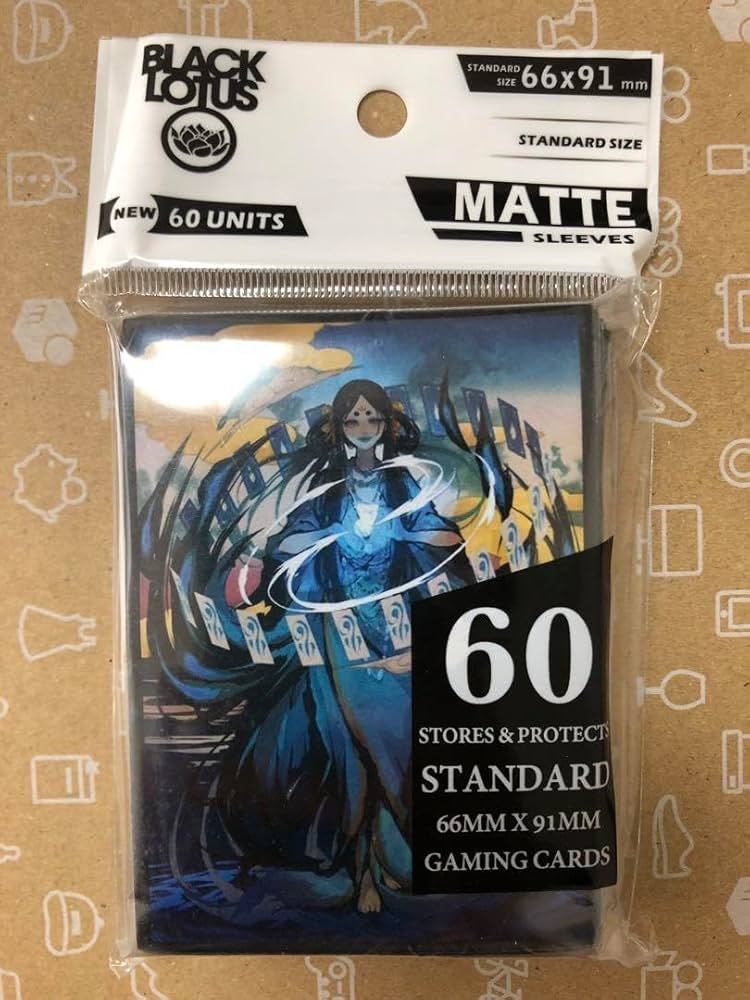 BLACK
LOTUS
STANDARD
SIZE 66x91 mm
STANDARD SIZE
NEW 60 UNITS
MATTE
SLEEVES
60
STORES & PROTECTS
STANDARD
66MM X 91MM
GAMING CARDS